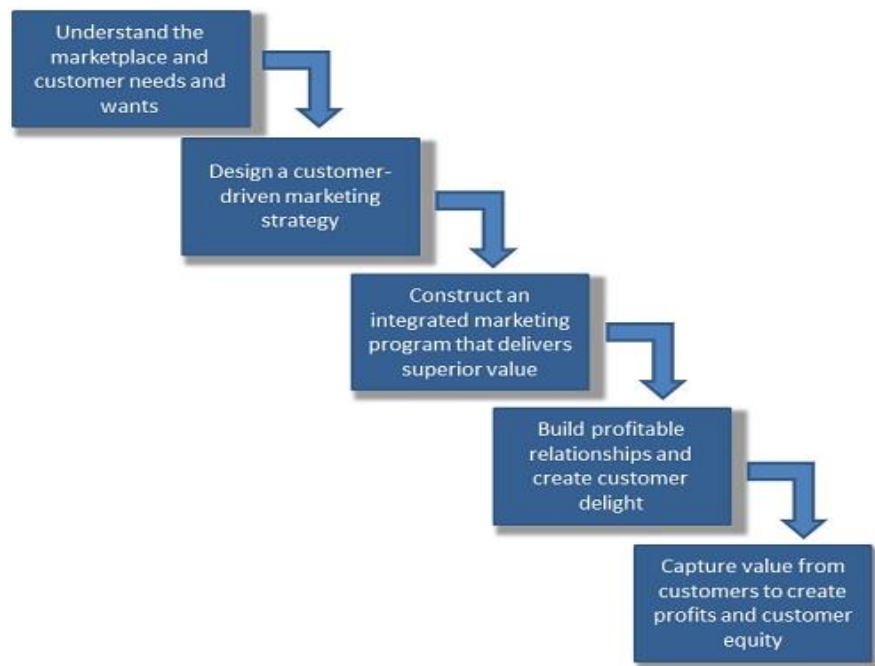 Understand the
marketplace and
customer needs and
wants
Design a customer-
driven marketing
strategy
Construct an
integrated marketing
program that delivers
superior value
Build profitable
relationships and
create customer
delight
Capture value from
customers to create
profits and customer
equity